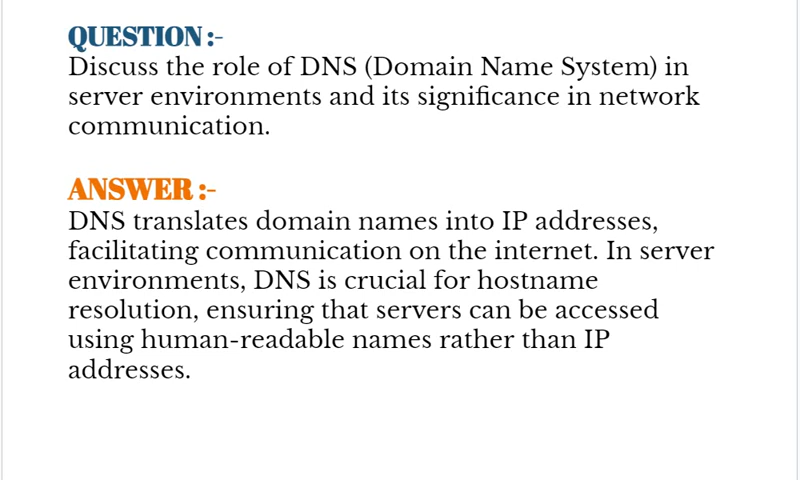 QUESTION :-
Discuss the role of DNS (Domain Name System) in
server environments and its significance in network
communication.
ANSWER :-
DNS translates domain names into IP addresses,
facilitating communication on the internet. In server
environments, DNS is crucial for hostname
resolution, ensuring that servers can be accessed
using human-readable names rather than IP
addresses.